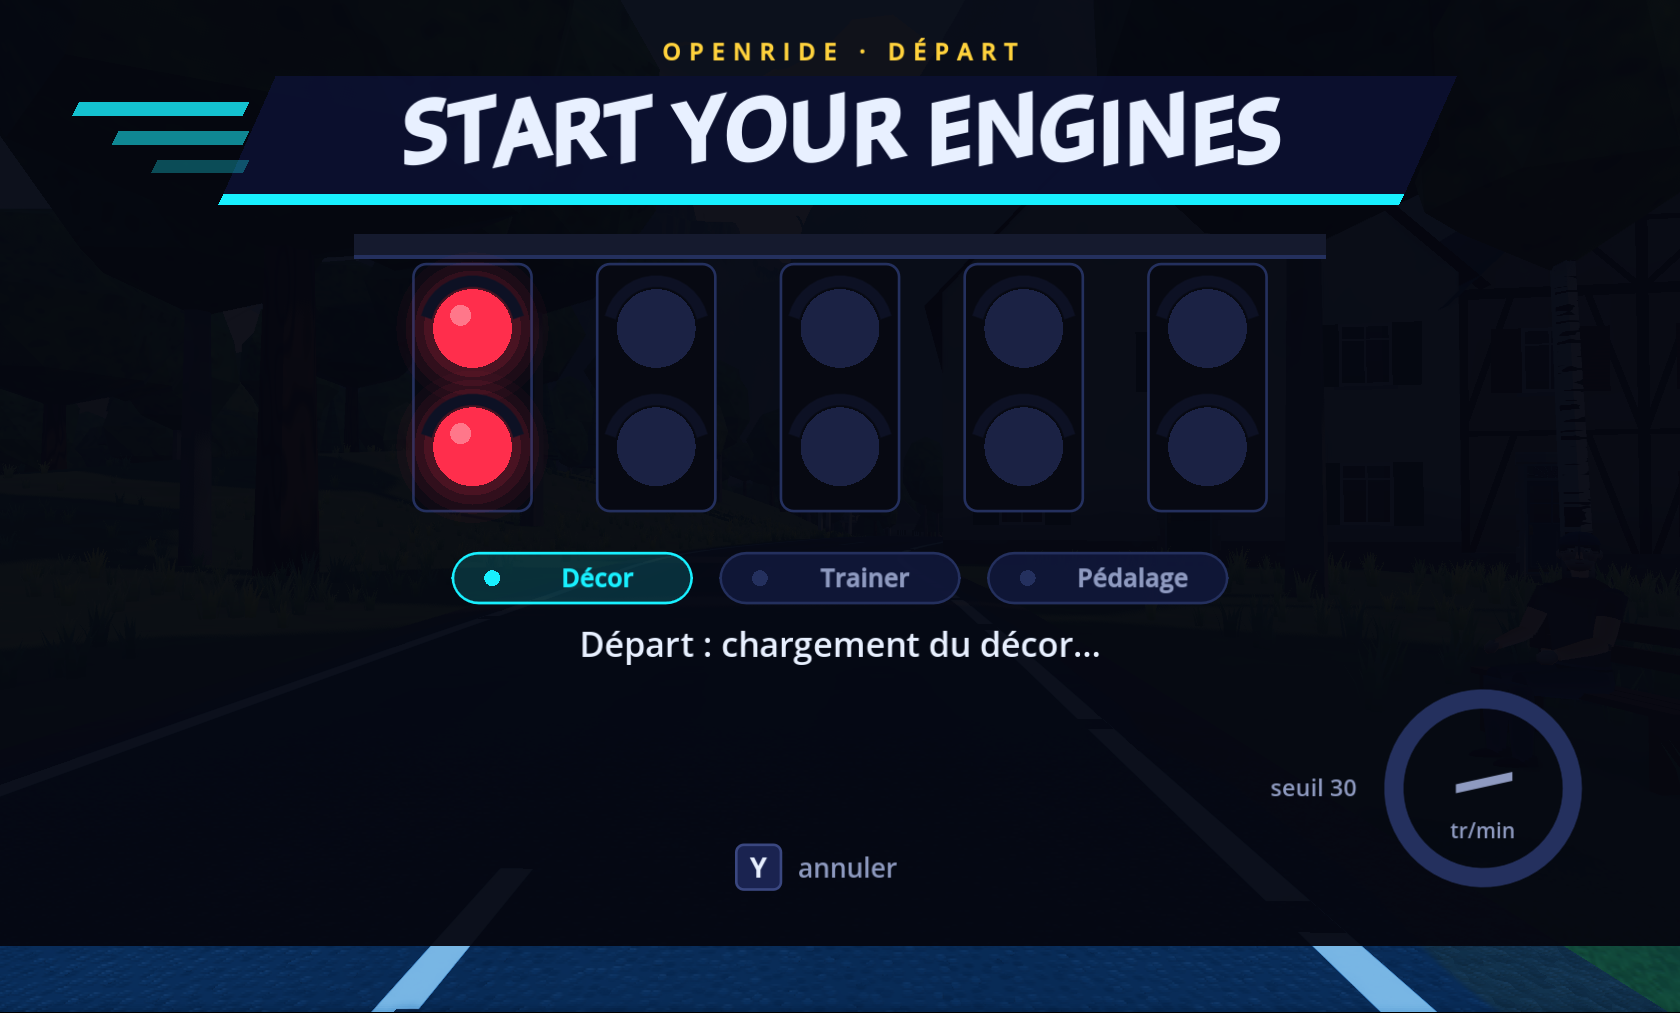 OPENRIDE · DÉPART
START YOUR ENGINES
Décor
Trainer
Pédalage
Départ : chargement du décor...
seuil 30
—
tr/min
Y annuler